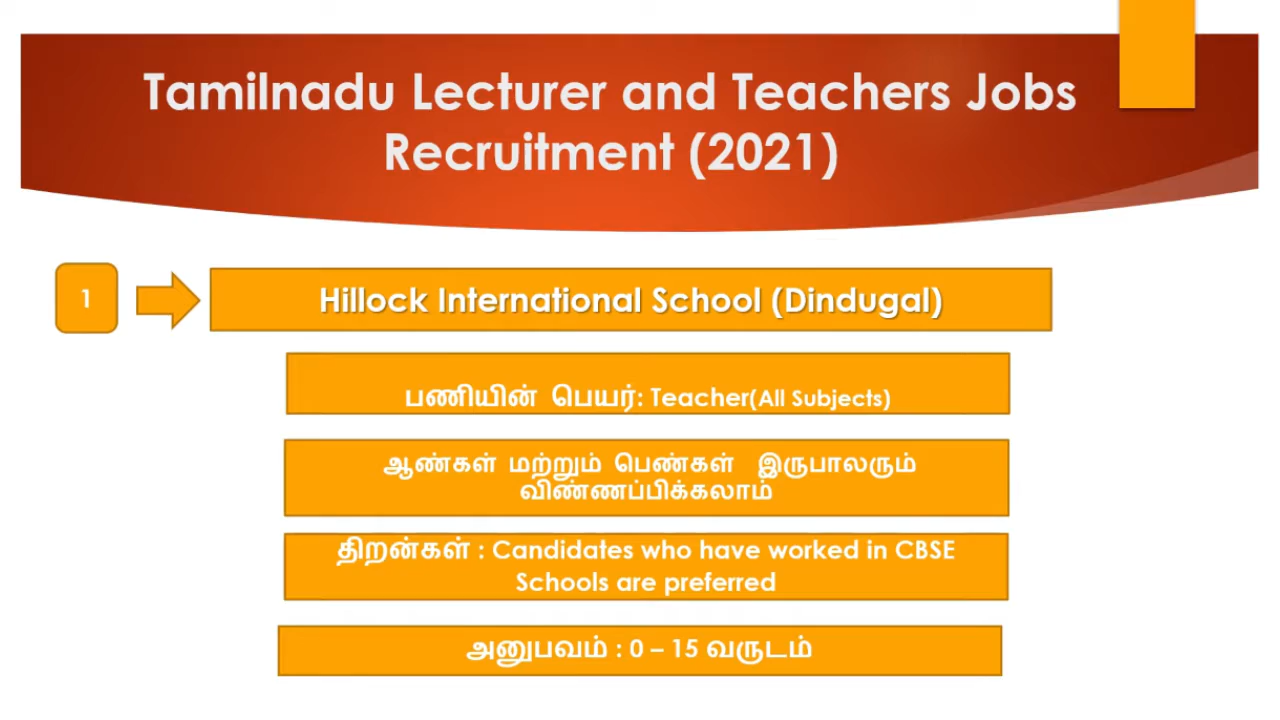 Tamilnadu Lecturer and Teachers Jobs
Recruitment (2021)
1
Hillock International School (Dindugal)
பணியின் பெயர்: Teacher(All Subjects)
ஆண்கள் மற்றும் பெண்கள் இருபாலரும்
விண்ணப்பிக்கலாம்
திறன்கள் : Candidates who have worked in CBSE
Schools are preferred
அனுபவம் : 0 – 15 வருடம்